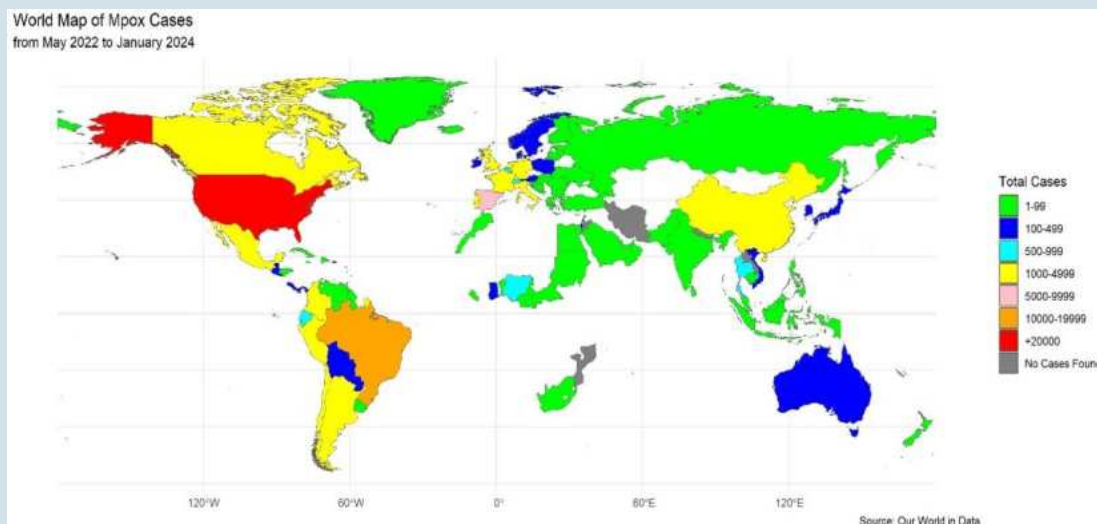 World Map of Mpox Cases
from May 2022 to January 2024
Total Cases
1-99
100-499
500-999
1000-4999
5000-9999
10000-19999
+20000
No Cases Found
120°W
60°W
0°
60°E
120°E
Source: Our World in Data